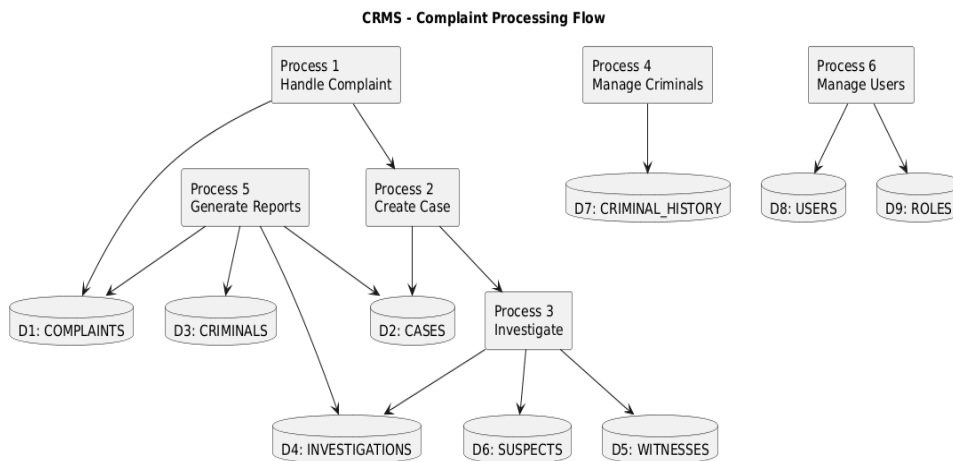 CRMS - Complaint Processing Flow
Process 1
Handle Complaint
Process 4
Manage Criminals
Process 6
Manage Users
Process 5
Generate Reports
Process 2
Create Case
D7: CRIMINAL_HISTORY
D8: USERS
D9: ROLES
D1: COMPLAINTS
D3: CRIMINALS
D2: CASES
Process 3
Investigate
D4: INVESTIGATIONS
D6: SUSPECTS
D5: WITNESSES